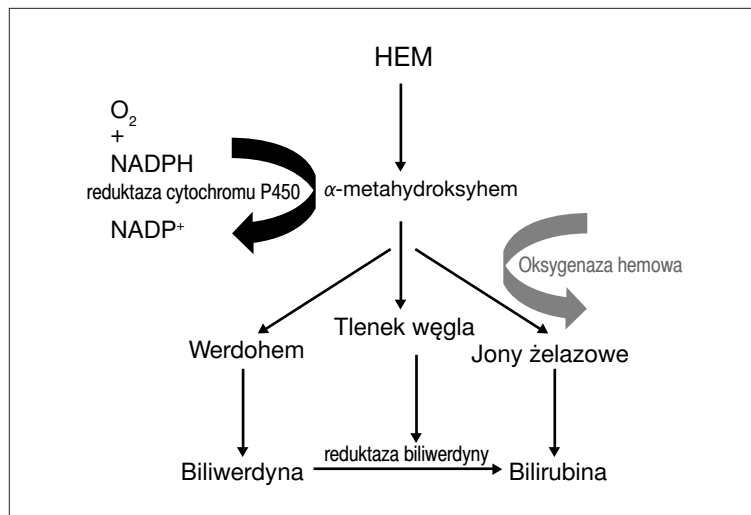 HEM
O₂
+
NADPH
reduktaza cytochromu P450
α-metahydroksyhem
NADP⁺
Oksygenaza hemowa
Werdohem
Tlenek węgla
Jony żelazowe
reduktaza biliwerdyny
Biliwerdyna
Bilirubina